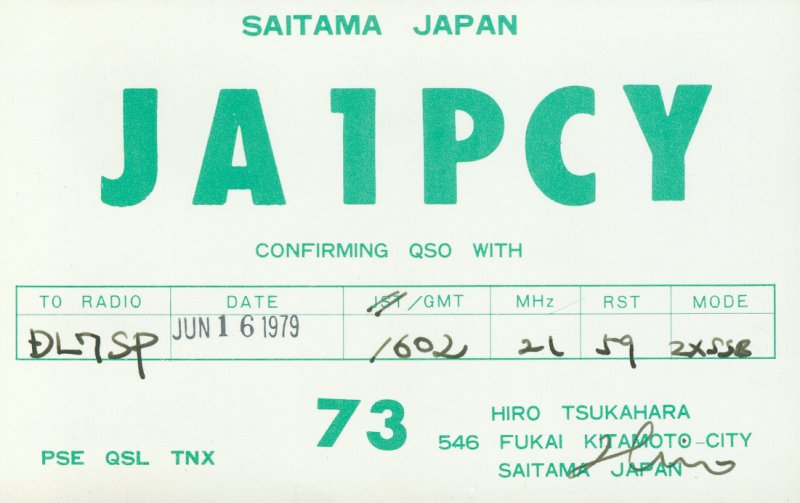 SAITAMA JAPAN
JA1PCY
CONFIRMING QSO WITH
TO RADIO DATE JST/GMT MHz RST MODE
DL7SP JUN 16 1979 1602 21 59 2XSSB
73
HIRO TSUKAHARA
546 FUKAI KITAMOTO-CITY
SAITAMA JAPAN
Hiro
PSE QSL TNX